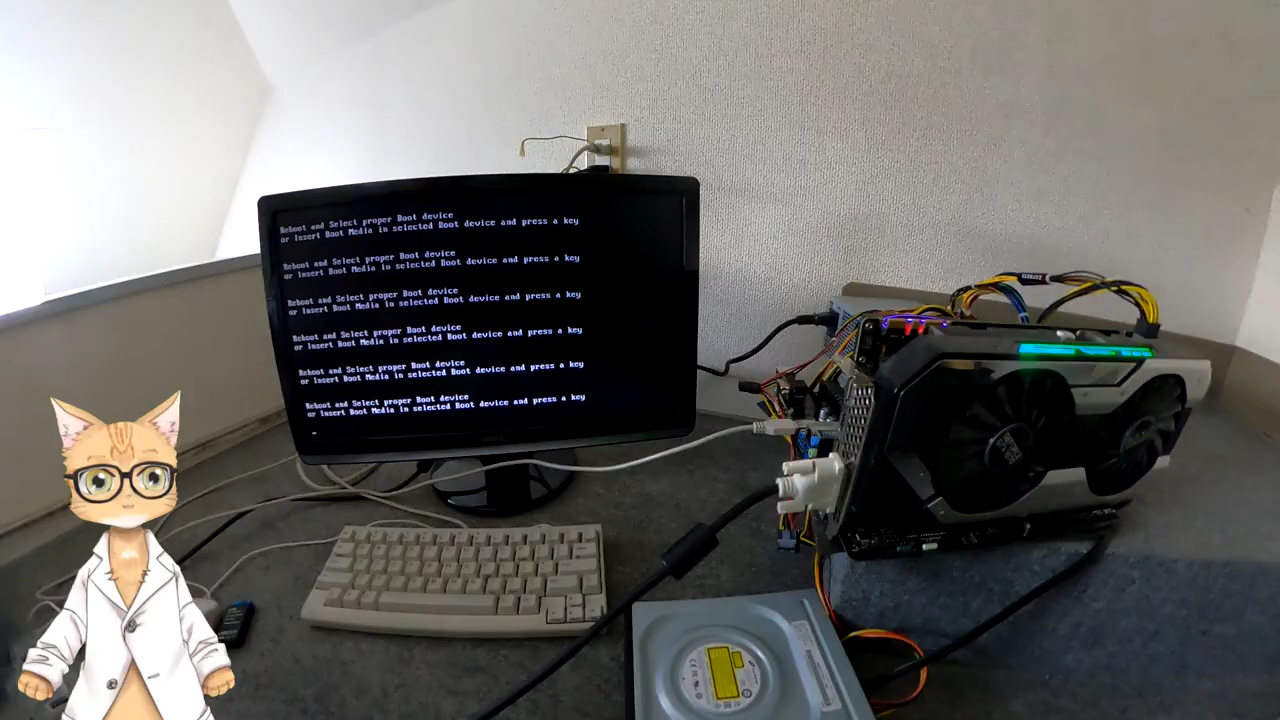 Reboot and Select proper Boot device
or Insert Boot Media in selected Boot device and press a key
Reboot and Select proper Boot device
or Insert Boot Media in selected Boot device and press a key
Reboot and Select proper Boot device
or Insert Boot Media in selected Boot device and press a key
Reboot and Select proper Boot device
or Insert Boot Media in selected Boot device and press a key
Reboot and Select proper Boot device
or Insert Boot Media in selected Boot device and press a key
Reboot and Select proper Boot device
or Insert Boot Media in selected Boot device and press a key